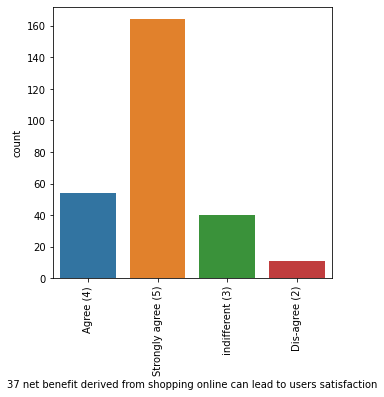 160
140
120
100
80
60
40
20
0
count
Agree (4)
Strongly agree (5)
indifferent (3)
Dis-agree (2)
37 net benefit derived from shopping online can lead to users satisfaction